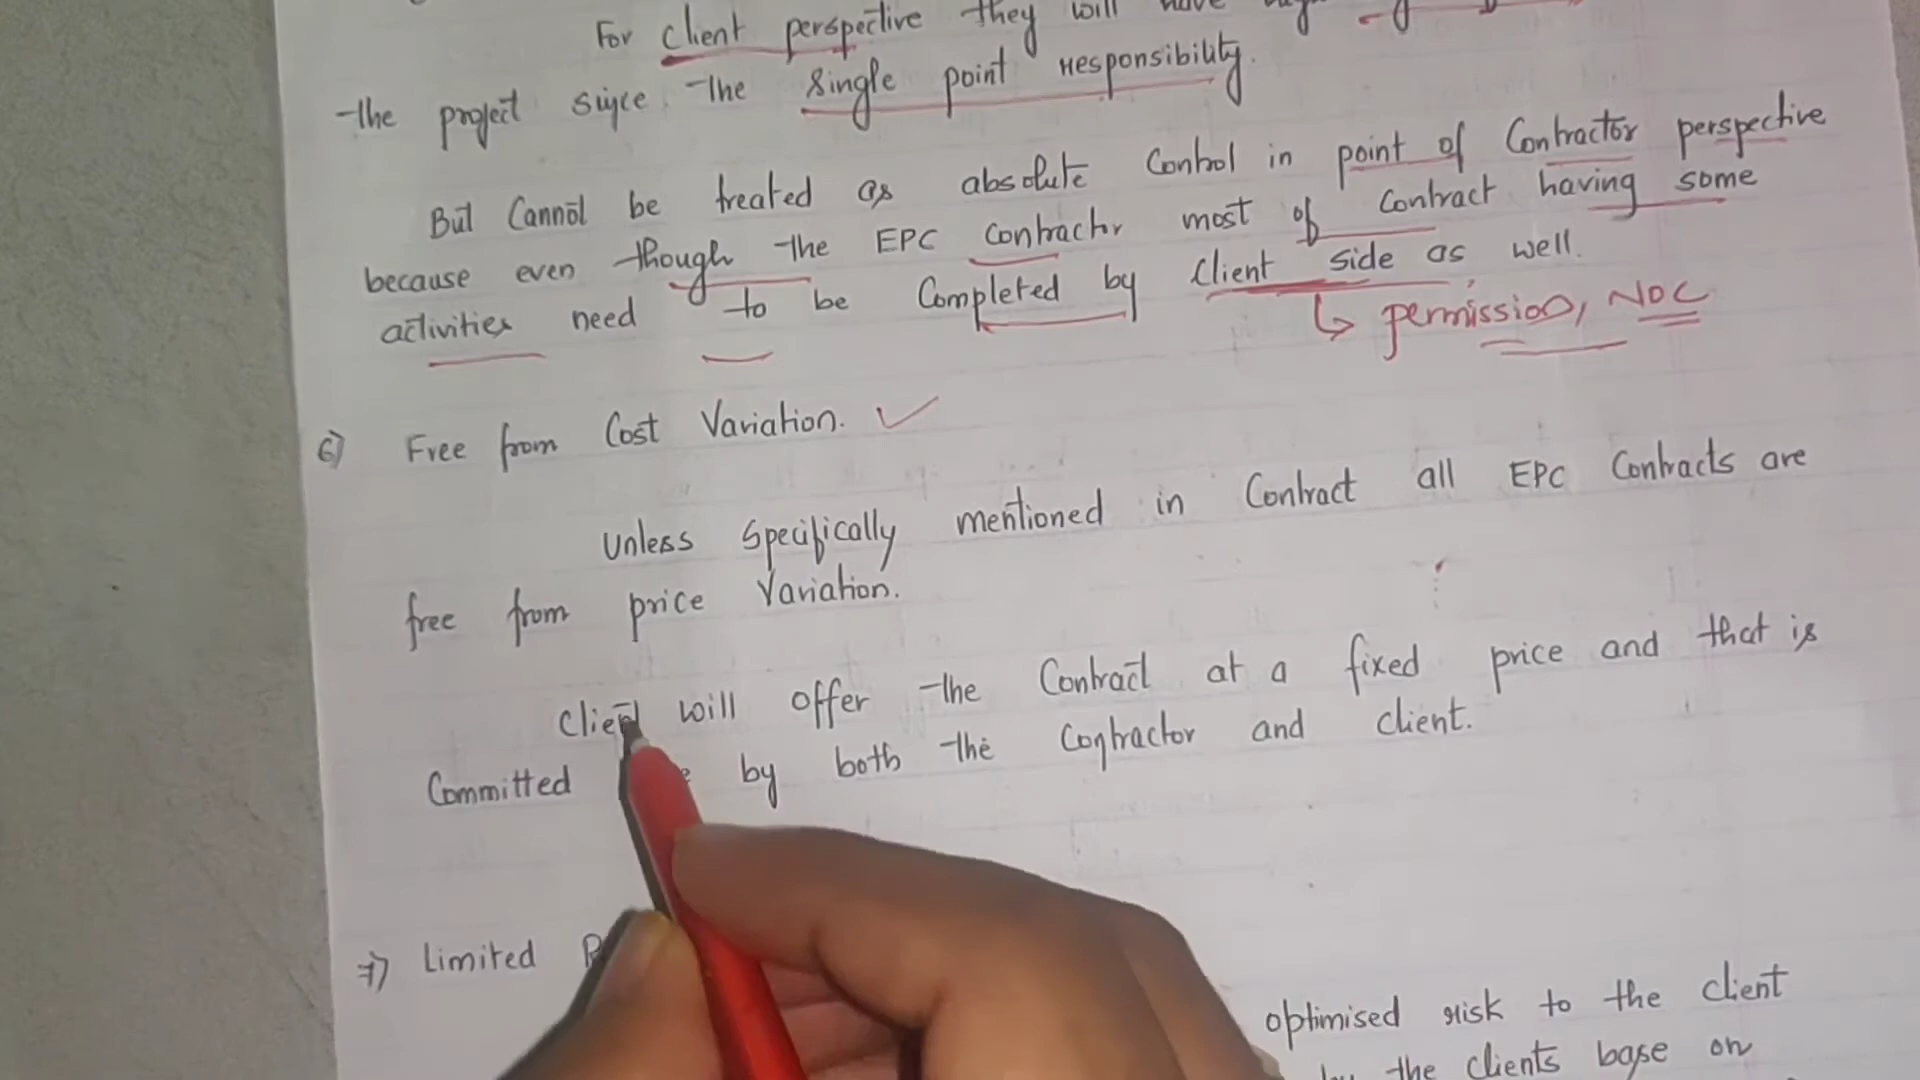 For client perspective they will have
the project since the single point responsibility.
But Cannot be treated as absolute Control in point of Contractor perspective
because even though the EPC contractor most of contract having some
activities need to be Completed by client side as well.
↳ permission, NOC
6) Free from Cost Variation. ✓
Unless Specifically mentioned in Contract all EPC Contracts are
free from price Variation.
Client will offer the Contract at a fixed price and that is
Committed by both the Contractor and client.
7) Limited
optimised risk to the client
by the clients base on